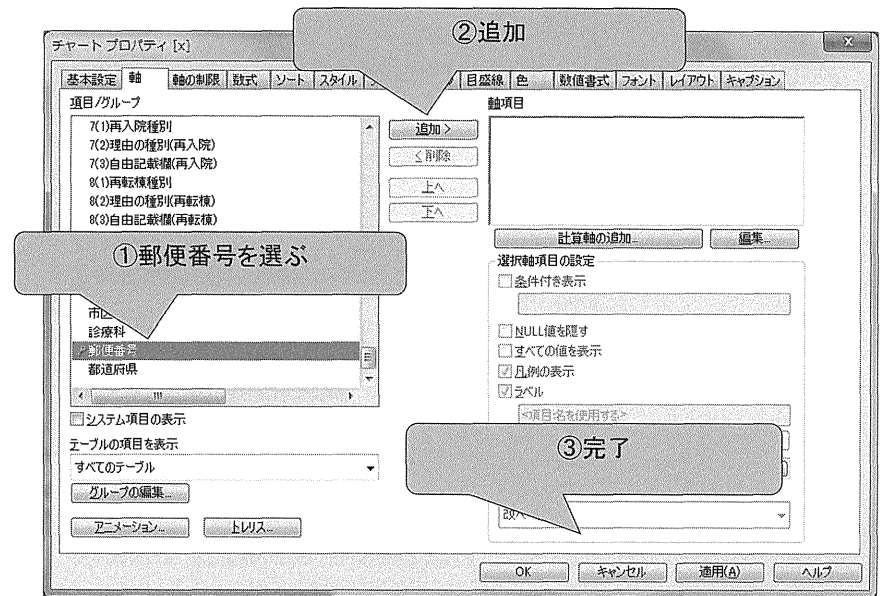 ②追加
チャート プロパティ [x]
基本設定 軸 軸の制限 数式 ソート スタイル 目盛線 色 数値書式 フォント レイアウト キャプション
項目/グループ
7(1)再入院種別
7(2)理由の種別(再入院)
7(3)自由記載欄(再入院)
8(1)再転棟種別
8(2)理由の種別(再転棟)
8(3)自由記載欄(再転棟)
①郵便番号を選ぶ
診療科
郵便番号
都道府県
システム項目の表示
テーブルの項目を表示
すべてのテーブル
グループの編集...
アニメーション...
トレリス...
追加 >
< 削除
上へ
下へ
軸項目
計算軸の追加...
編集...
選択軸項目の設定
条件付き表示
NULL値を隠す
すべての値を表示
凡例の表示
ラベル
<項目名を使用する>
③完了
OK
キャンセル
適用(A)
ヘルプ